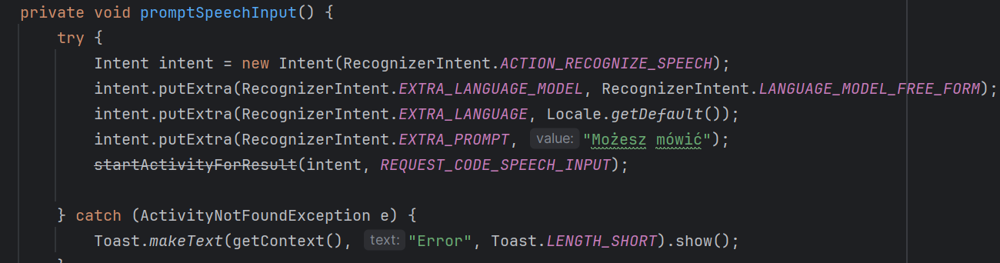 private void promptSpeechInput() {
try {
Intent intent = new Intent(RecognizerIntent.ACTION_RECOGNIZE_SPEECH);
intent.putExtra(RecognizerIntent.EXTRA_LANGUAGE_MODEL, RecognizerIntent.LANGUAGE_MODEL_FREE_FORM);
intent.putExtra(RecognizerIntent.EXTRA_LANGUAGE, Locale.getDefault());
intent.putExtra(RecognizerIntent.EXTRA_PROMPT, value: "Możesz mówić");
startActivityForResult(intent, REQUEST_CODE_SPEECH_INPUT);
} catch (ActivityNotFoundException e) {
Toast.makeText(getContext(), text: "Error", Toast.LENGTH_SHORT).show();
}